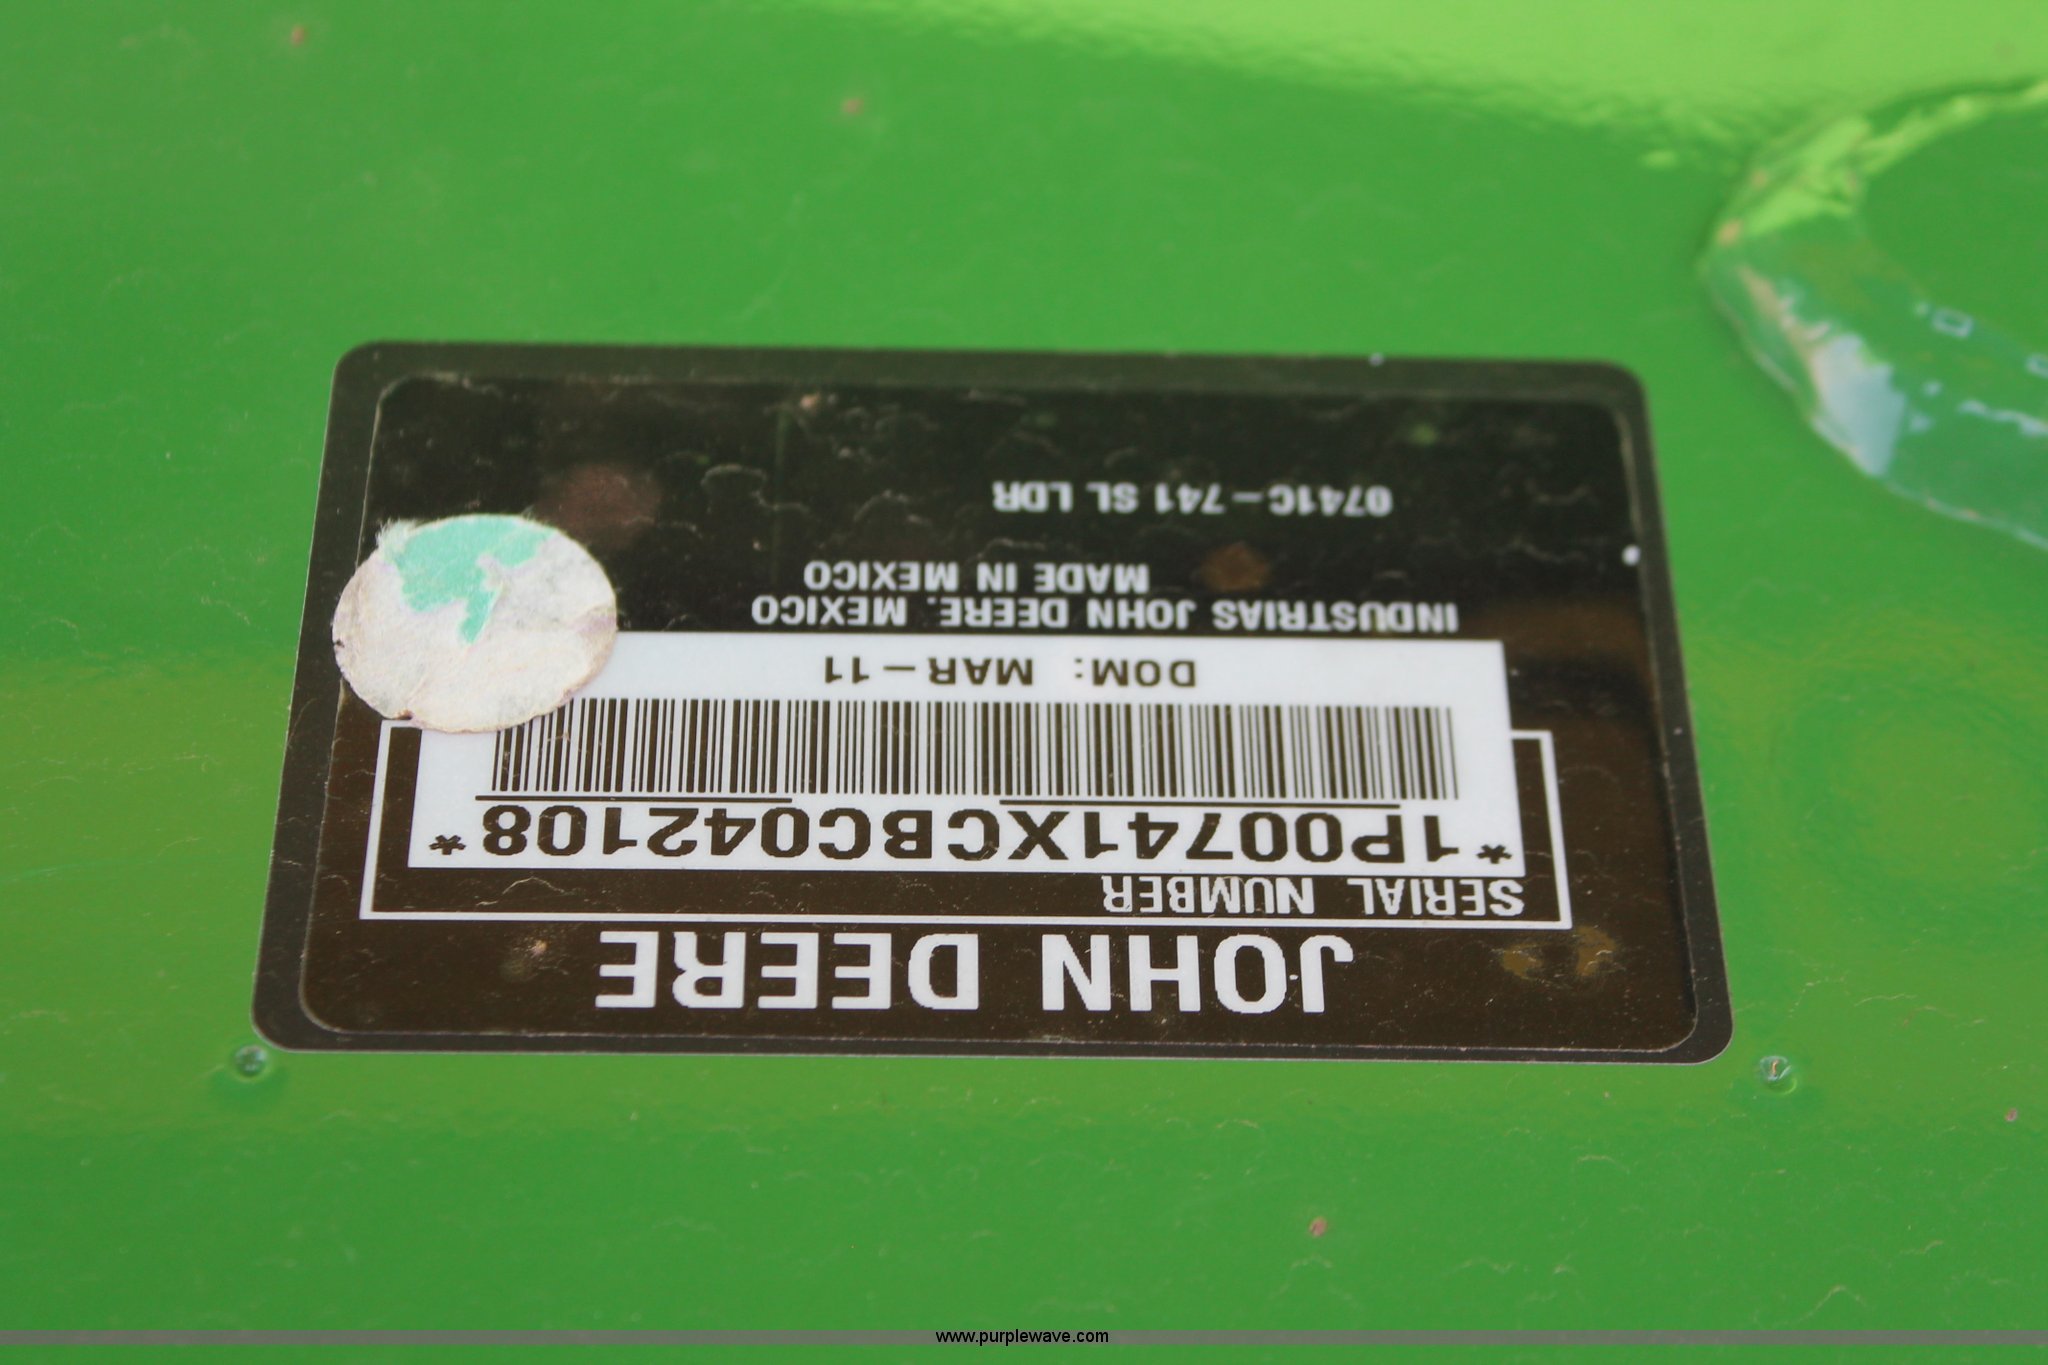 JOHN DEERE
SERIAL NUMBER
*1P00741XCBC042108*
DOM: MAR-11
INDUSTRIAS JOHN DEERE. MEXICO
MADE IN MEXICO
0741C-741 SL LDR
www.purplewave.com